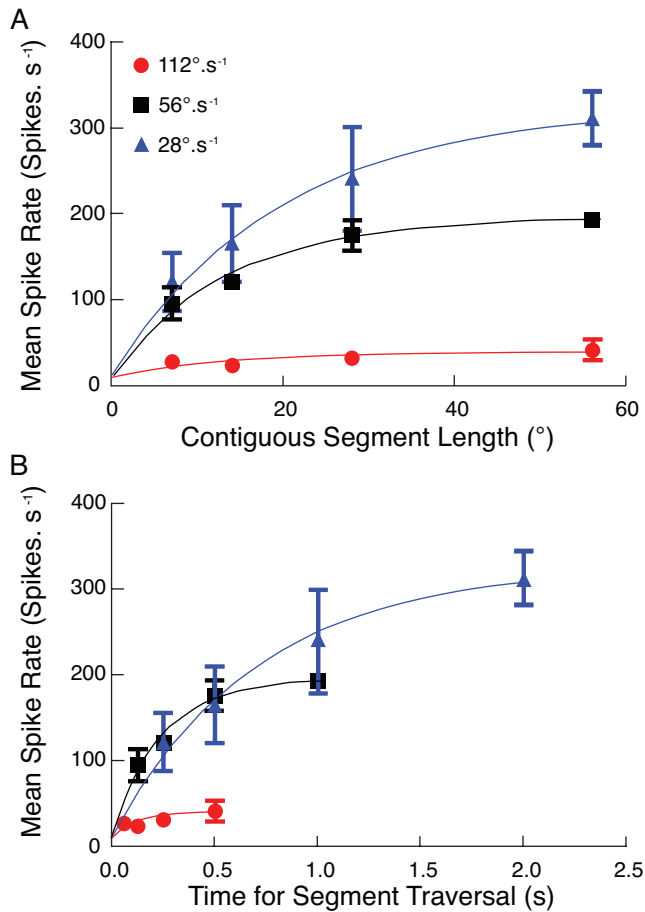 A
Mean Spike Rate (Spikes. s⁻¹)
400
300
200
100
0
112°.s⁻¹
56°.s⁻¹
28°.s⁻¹
0
20
40
60
Contiguous Segment Length (°)
B
Mean Spike Rate (Spikes. s⁻¹)
400
300
200
100
0
0.0
0.5
1.0
1.5
2.0
2.5
Time for Segment Traversal (s)